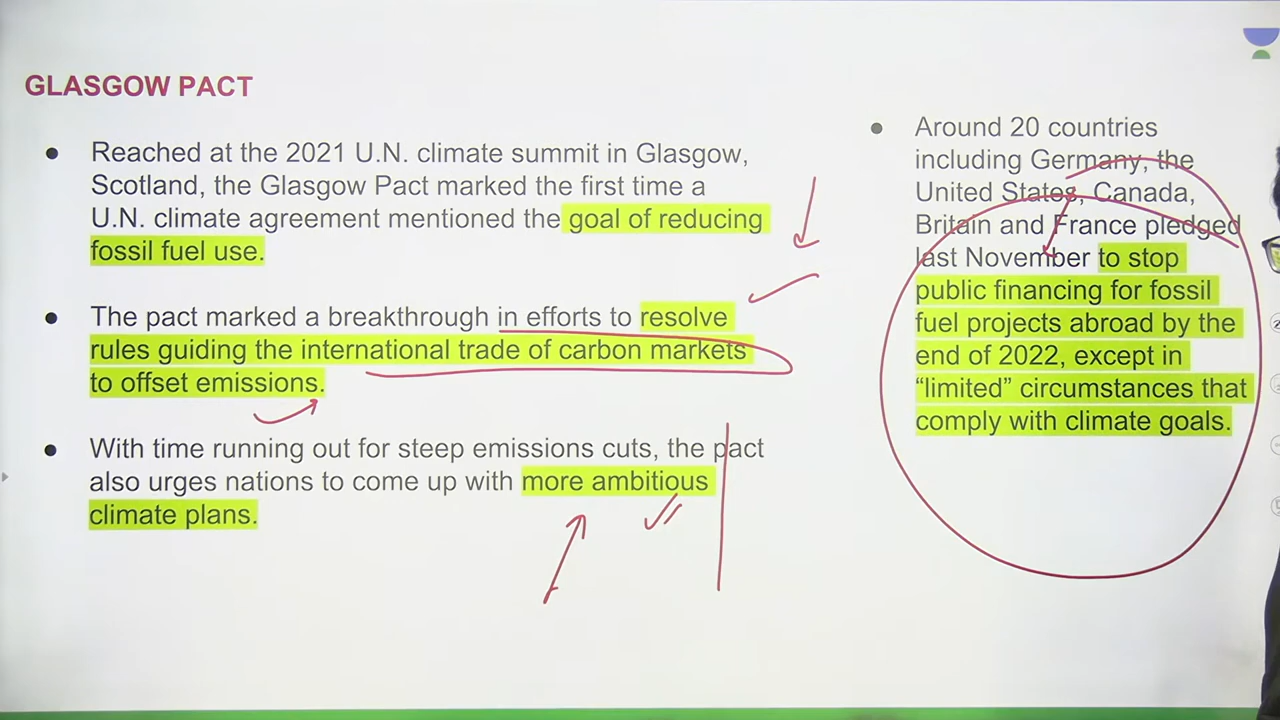 GLASGOW PACT
● Reached at the 2021 U.N. climate summit in Glasgow,
Scotland, the Glasgow Pact marked the first time a
U.N. climate agreement mentioned the goal of reducing
fossil fuel use.
● The pact marked a breakthrough in efforts to resolve
rules guiding the international trade of carbon markets
to offset emissions.
● With time running out for steep emissions cuts, the pact
also urges nations to come up with more ambitious
climate plans.
● Around 20 countries
including Germany, the
United States, Canada,
Britain and France pledged
last November to stop
public financing for fossil
fuel projects abroad by the
end of 2022, except in
“limited” circumstances that
comply with climate goals.